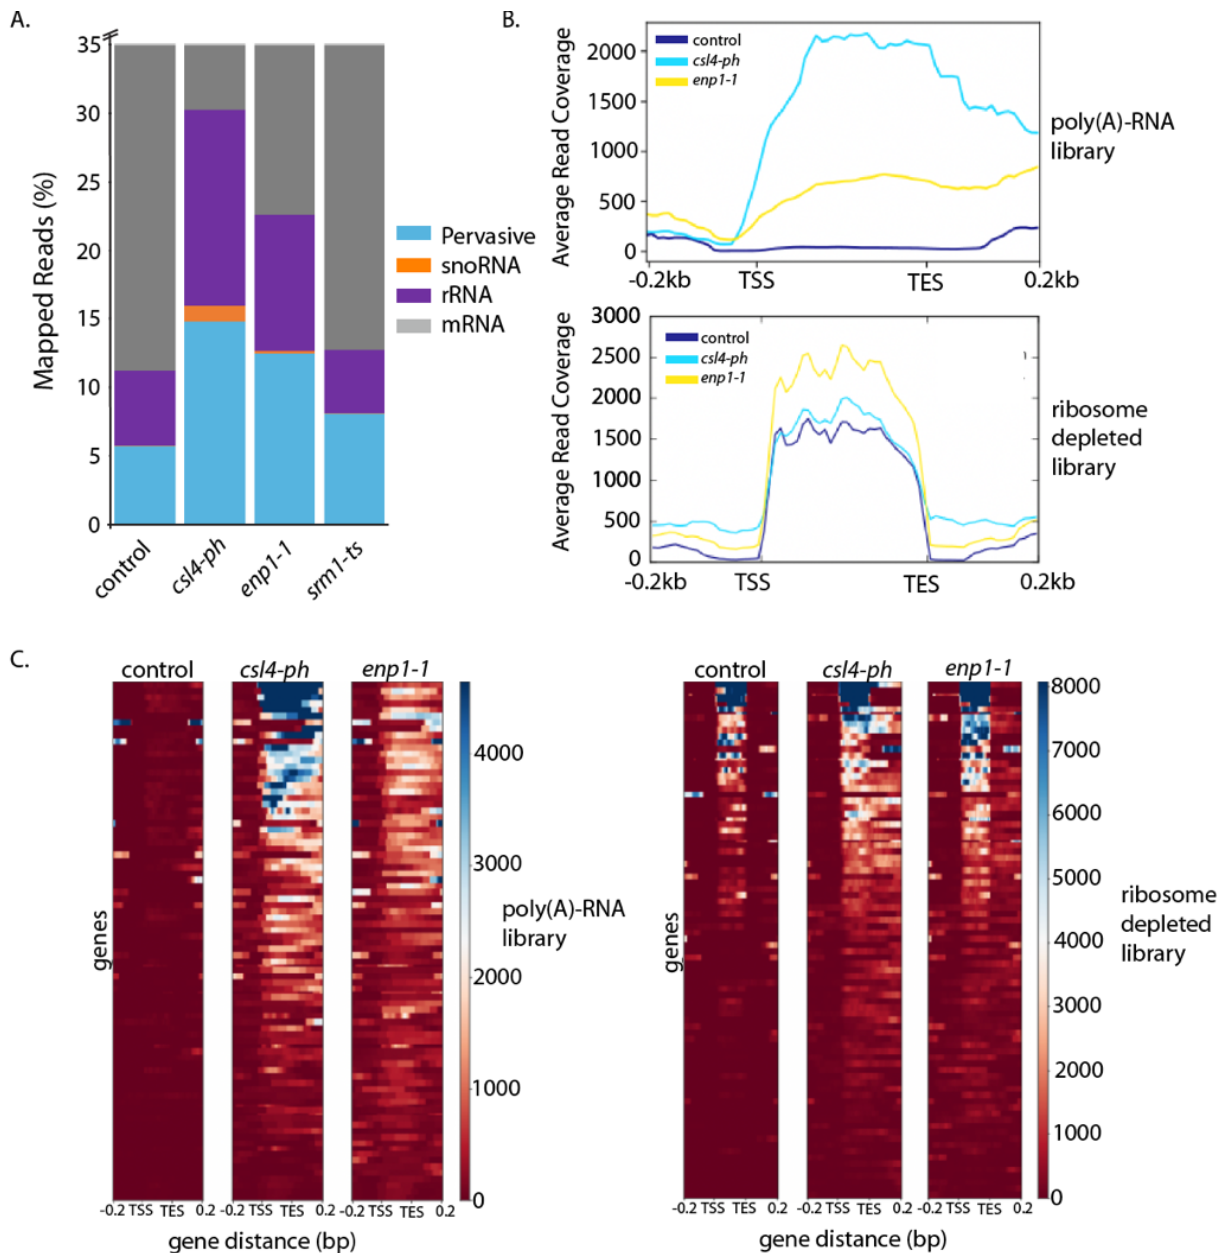 A.
35
30
25
20
15
10
5
0
Mapped Reads (%)
control
csl4-ph
enp1-1
srm1-ts
Pervasive
snoRNA
rRNA
mRNA
B.
2000
1500
1000
500
0
Average Read Coverage
control
csl4-ph
enp1-1
-0.2kb
TSS
TES
0.2kb
poly(A)-RNA
library
3000
2500
2000
1500
1000
500
0
Average Read Coverage
control
csl4-ph
enp1-1
-0.2kb
TSS
TES
0.2kb
ribosome
depleted
library
C.
control
csl4-ph
enp1-1
genes
4000
3000
2000
1000
0
poly(A)-RNA
library
-0.2 TSS TES 0.2
-0.2 TSS TES 0.2
-0.2 TSS TES 0.2
gene distance (bp)
control
csl4-ph
enp1-1
genes
8000
7000
6000
5000
4000
3000
2000
1000
0
ribosome
depleted
library
-0.2 TSS TES 0.2
-0.2 TSS TES 0.2
-0.2 TSS TES 0.2
gene distance (bp)